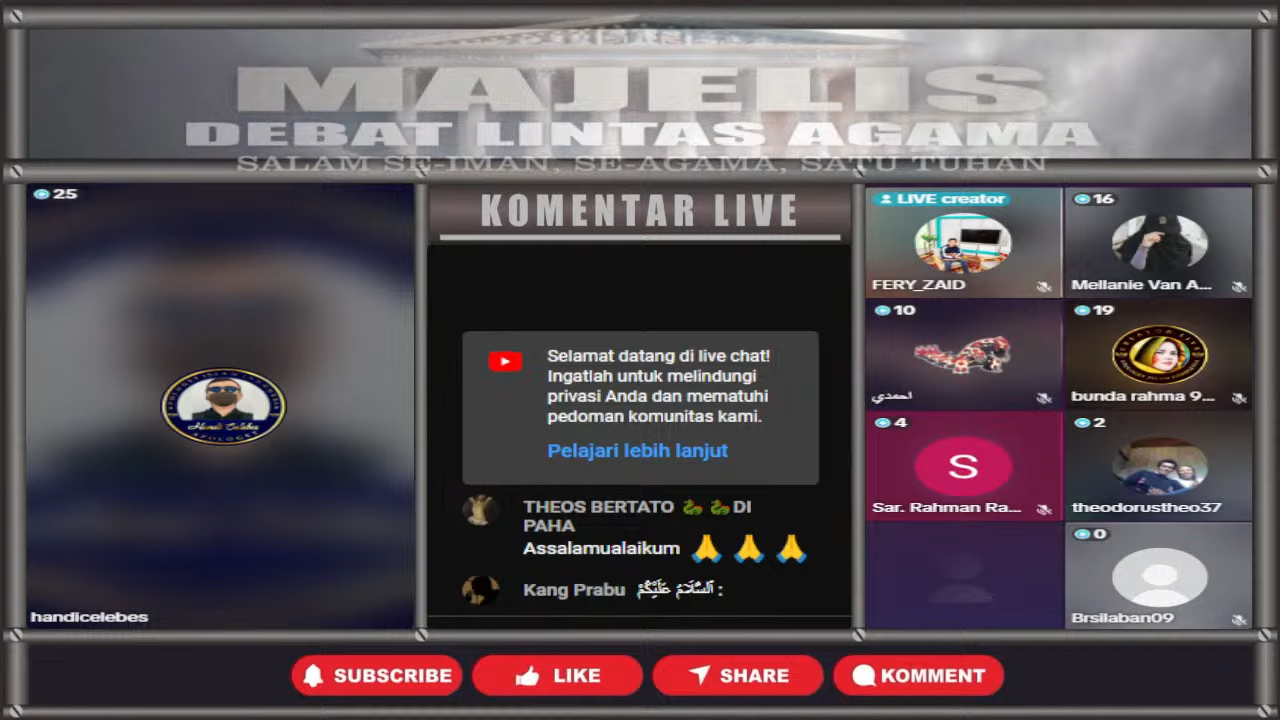 MAJELIS
DEBAT LINTAS AGAMA
SALAM SE-IMAN, SE-AGAMA, SATU TUHAN
25
handicelebes
Handi Celebes
APOLOGET
KOMENTAR LIVE
Selamat datang di live chat!
Ingatlah untuk melindungi
privasi Anda dan mematuhi
pedoman komunitas kami.
Pelajari lebih lanjut
THEOS BERTATO 🐉 🐉 DI
PAHA
Assalamualaikum 🙏 🙏 🙏
Kang Prabu اَلسَّلَامُ عَلَيْكُمْ :
LIVE creator
FERY_ZAID
16
Mellanie Van A...
10
احمدي
19
bunda rahma 9...
4
S
Sar. Rahman Ra...
2
theodorustheo37
0
Brsilaban09
SUBSCRIBE
LIKE
SHARE
KOMMENT